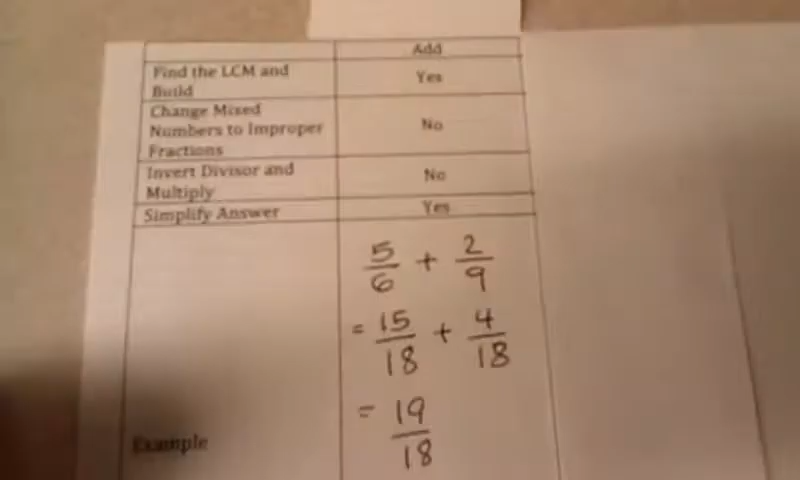 Add
Find the LCM and
Build
Yes
Change Mixed
Numbers to Improper
Fractions
No
Invert Divisor and
Multiply
No
Simplify Answer
Yes
5/6 + 2/9
= 15/18 + 4/18
= 19/18
Example